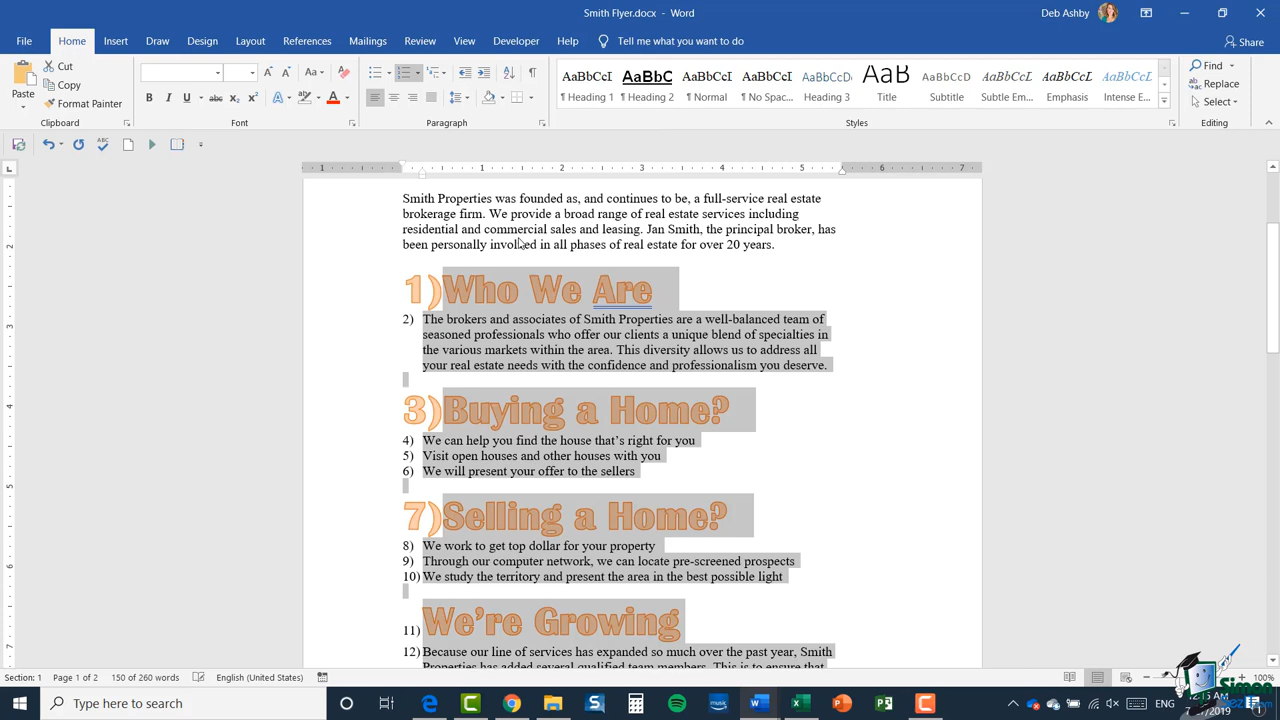 Smith Flyer.docx - Word
Deb Ashby
File Home Insert Draw Design Layout References Mailings Review View Developer Help Tell me what you want to do Share
Paste
Cut
Copy
Format Painter
Aa
B I U abc A A
AaBbCcI AaBbC AaBbCcI AaBbCcI AaBbCcI AaB AaBbCcD AaBbCcI AaBbCcI AaBbCcI
¶ Heading 1 ¶ Heading 2 ¶ Normal ¶ No Spac... Heading 3 Title Subtitle Subtle Em... Emphasis Intense E...
Find
Replace
Select
Clipboard Font Paragraph Styles Editing
1 1 2 3 4 5 6 7
Smith Properties was founded as, and continues to be, a full-service real estate
brokerage firm. We provide a broad range of real estate services including
residential and commercial sales and leasing. Jan Smith, the principal broker, has
been personally involved in all phases of real estate for over 20 years.
1) Who We Are
2) The brokers and associates of Smith Properties are a well-balanced team of
seasoned professionals who offer our clients a unique blend of specialties in
the various markets within the area. This diversity allows us to address all
your real estate needs with the confidence and professionalism you deserve.
3) Buying a Home?
4) We can help you find the house that’s right for you
5) Visit open houses and other houses with you
6) We will present your offer to the sellers
7) Selling a Home?
8) We work to get top dollar for your property
9) Through our computer network, we can locate pre-screened prospects
10) We study the territory and present the area in the best possible light
11) We’re Growing
12) Because our line of services has expanded so much over the past year, Smith
Properties has added several qualified team members. This is to ensure that
Section: 1 Page 1 of 2 150 of 260 words English (United States) 100%
Simon
Type here to search
ENG